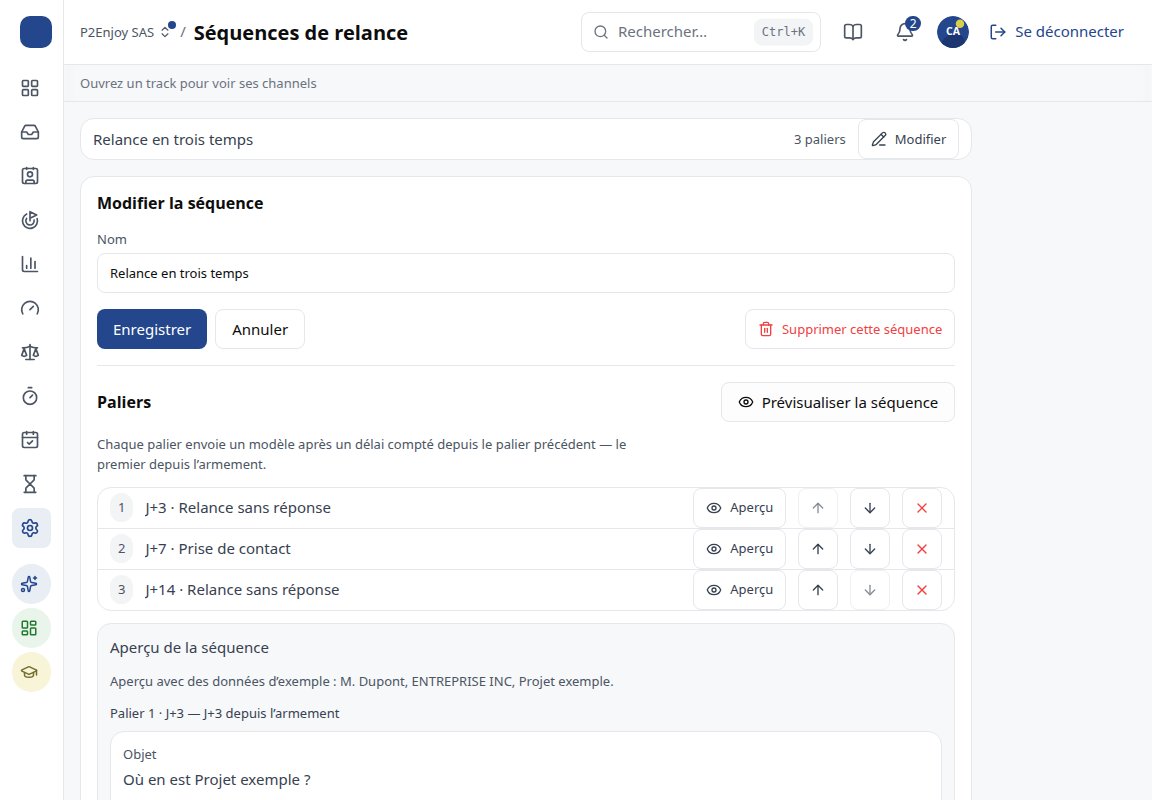 P2Enjoy SAS / Séquences de relance
Rechercher... Ctrl+K
2
CA
Se déconnecter
Ouvrez un track pour voir ses channels
Relance en trois temps
3 paliers
Modifier
Modifier la séquence
Nom
Relance en trois temps
Enregistrer
Annuler
Supprimer cette séquence
Paliers
Prévisualiser la séquence
Chaque palier envoie un modèle après un délai compté depuis le palier précédent — le
premier depuis l’armement.
1 J+3 · Relance sans réponse Aperçu
2 J+7 · Prise de contact Aperçu
3 J+14 · Relance sans réponse Aperçu
Aperçu de la séquence
Aperçu avec des données d’exemple : M. Dupont, ENTREPRISE INC, Projet exemple.
Palier 1 · J+3 — J+3 depuis l’armement
Objet
Où en est Projet exemple ?